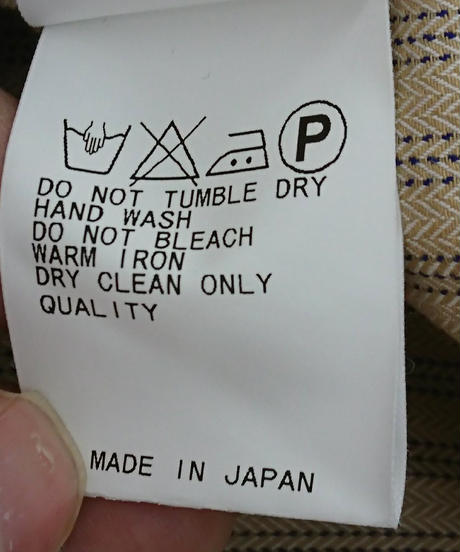 P
DO NOT TUMBLE DRY
HAND WASH
DO NOT BLEACH
WARM IRON
DRY CLEAN ONLY
QUALITY
MADE IN JAPAN